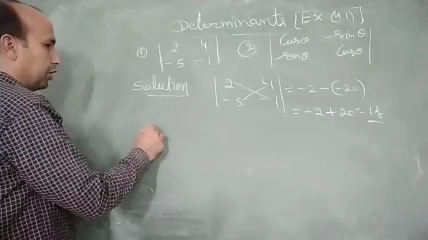 Determinants [Ex 4.1)]
① | 2 4 | ② | cosθ -sinθ |
| -5 -1 | | sinθ cosθ |
Solution | 2 4 | = -2 - (-20)
| -5 -1 | = -2 + 20 = 18